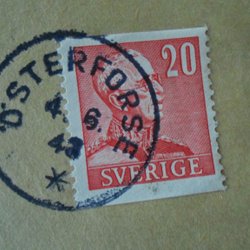 ÖSTERFORSE
4. 6.
43
*
20
SVERIGE